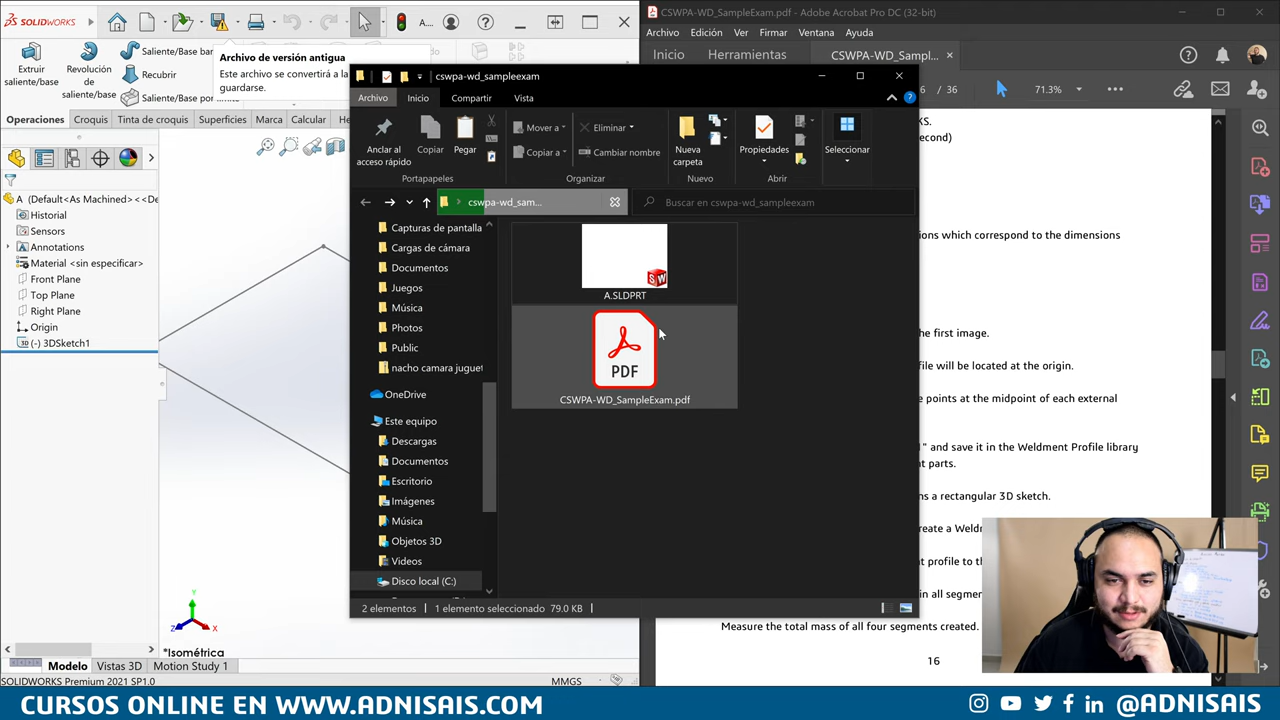 SOLIDWORKS
A...
Extruir
saliente/base
Revolución
de
saliente/base
Saliente/Base bar
Recubrir
Saliente/Base por límite
Archivo de versión antigua
Este archivo se convertirá a la
guardarse.
Operaciones
Croquis
Tinta de croquis
Superficies
Marca
Calcular
He
A (Default<As Machined><<De
Historial
Sensors
Annotations
Material <sin especificar>
Front Plane
Top Plane
Right Plane
Origin
(-) 3DSketch1
Z
X
*Isométrica
Modelo
Vistas 3D
Motion Study 1
SOLIDWORKS Premium 2021 SP1.0
MMGS
cswpa-wd_sampleexam
Archivo
Inicio
Compartir
Vista
Anclar al
acceso rápido
Copiar
Pegar
Portapapeles
Mover a
Copiar a
Eliminar
Cambiar nombre
Organizar
Nueva
carpeta
Nuevo
Propiedades
Abrir
Seleccionar
cswpa-wd_sam...
Buscar en cswpa-wd_sampleexam
Capturas de pantalla
Cargas de cámara
Documentos
Juegos
Música
Photos
Public
nacho camara juguet
OneDrive
Este equipo
Descargas
Documentos
Escritorio
Imágenes
Música
Objetos 3D
Videos
Disco local (C:)
SW
A.SLDPRT
PDF
CSWPA-WD_SampleExam.pdf
2 elementos
1 elemento seleccionado 79.0 KB
CSWPA-WD_SampleExam.pdf - Adobe Acrobat Pro DC (32-bit)
Archivo
Edición
Ver
Firmar
Ventana
Ayuda
Inicio
Herramientas
CSWPA-WD_Sampl...
6 / 36
71.3%
KS.
econd)
ions which correspond to the dimensions
he first image.
file will be located at the origin.
e points at the midpoint of each external
" and save it in the Weldment Profile library
nt parts.
ns a rectangular 3D sketch.
reate a Weldn
nt profile to th
in all segmen
Measure the total mass of all four segments created.
16
CURSOS ONLINE EN WWW.ADNISAIS.COM
@ADNISAIS